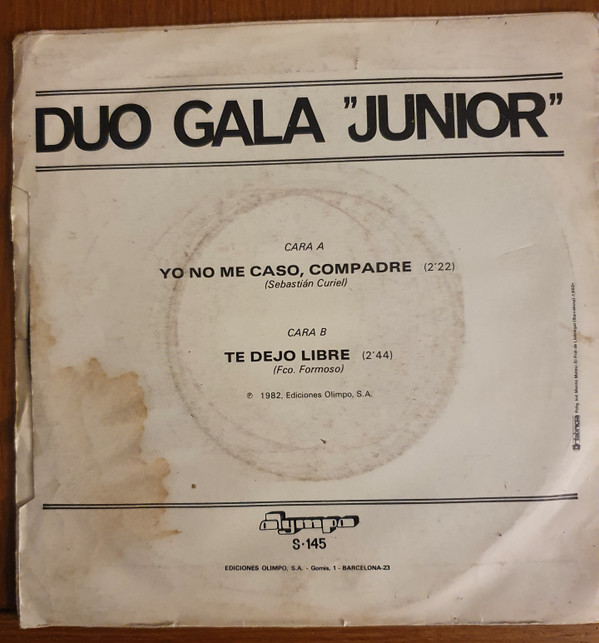 DUO GALA "JUNIOR"
CARA A
YO NO ME CASO, COMPADRE (2'22)
(Sebastián Curiel)
CARA B
TE DEJO LIBRE (2'44)
(Fco. Formoso)
℗ 1982, Ediciones Olimpo, S.A.
Olympo
S-145
EDICIONES OLIMPO, S.A. - Gomis, 1 - BARCELONA-23